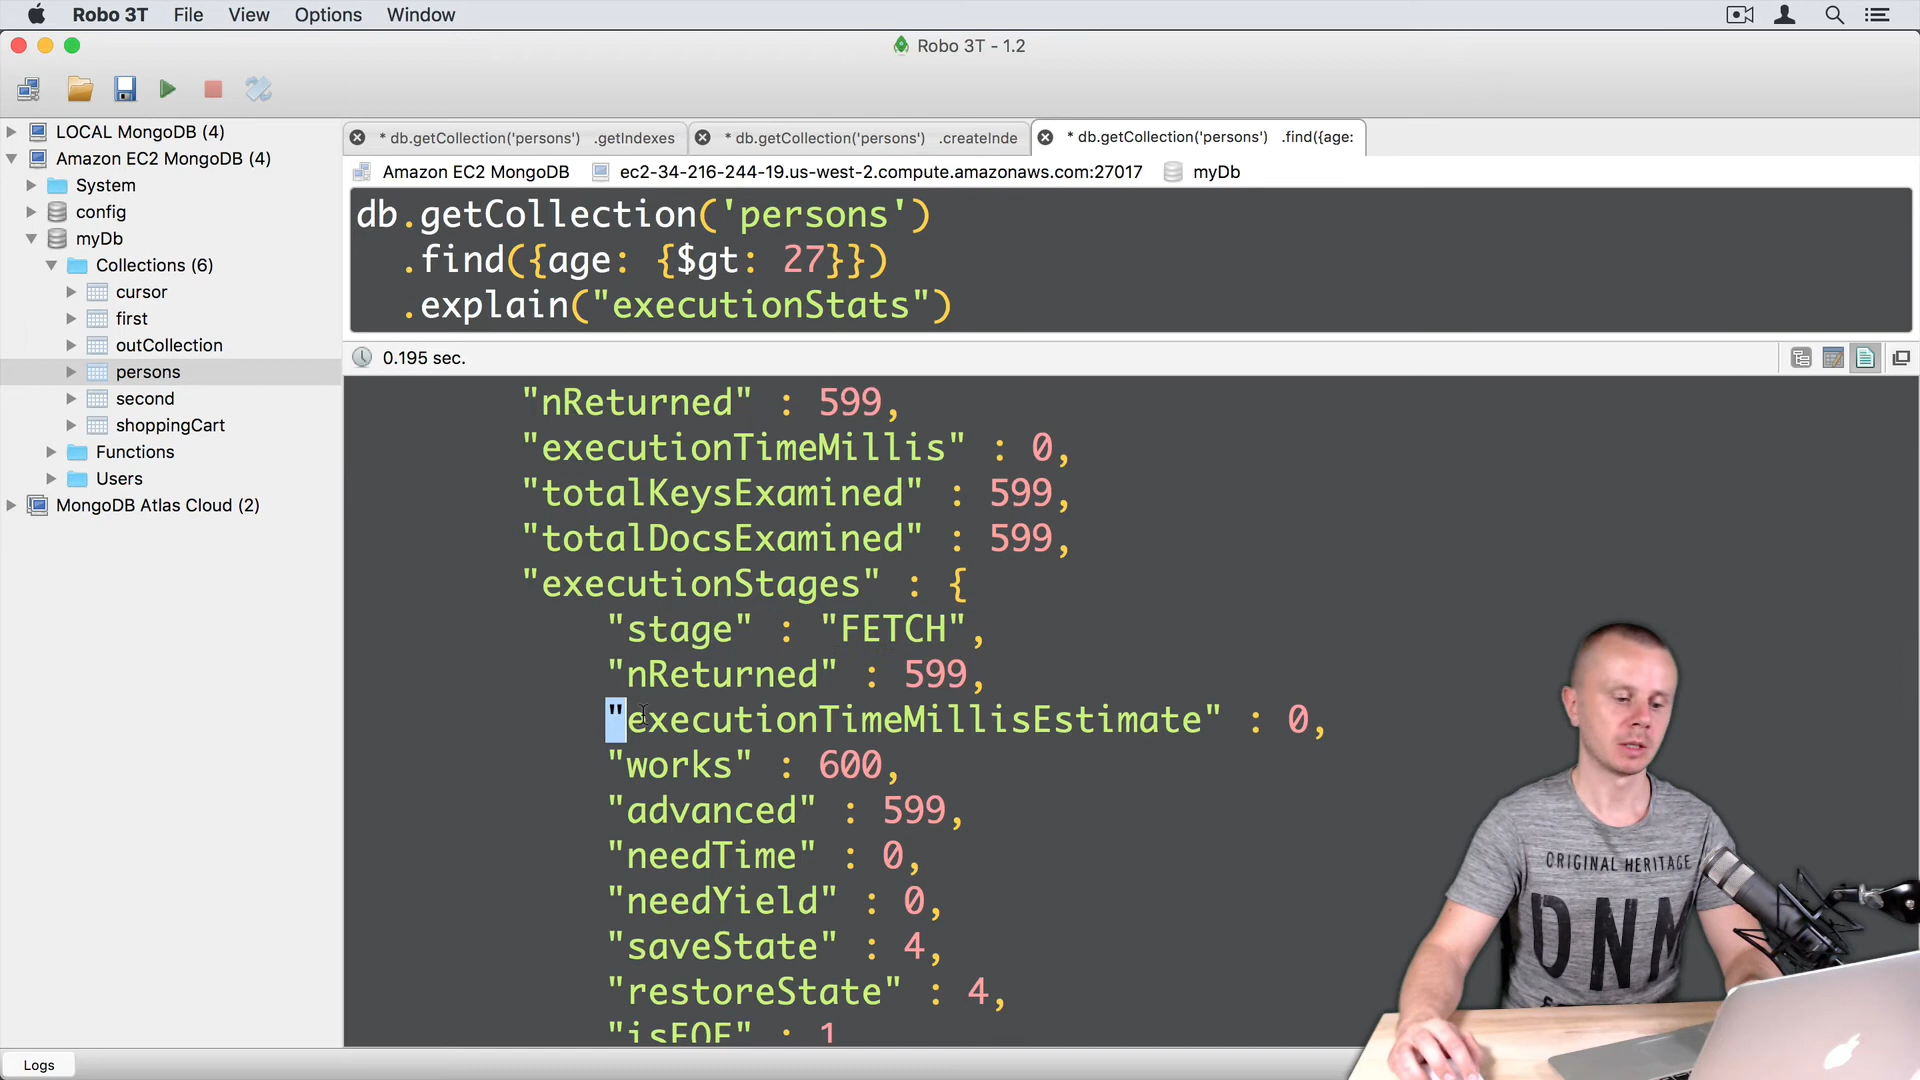 Robo 3T File View Options Window
Robo 3T - 1.2
LOCAL MongoDB (4)
Amazon EC2 MongoDB (4)
System
config
myDb
Collections (6)
cursor
first
outCollection
persons
second
shoppingCart
Functions
Users
MongoDB Atlas Cloud (2)
* db.getCollection('persons') .getIndexes
* db.getCollection('persons') .createInde
* db.getCollection('persons') .find({age:
Amazon EC2 MongoDB ec2-34-216-244-19.us-west-2.compute.amazonaws.com:27017 myDb
db.getCollection('persons')
.find({age: {$gt: 27}})
.explain("executionStats")
0.195 sec.
"nReturned" : 599,
"executionTimeMillis" : 0,
"totalKeysExamined" : 599,
"totalDocsExamined" : 599,
"executionStages" : {
"stage" : "FETCH",
"nReturned" : 599,
"executionTimeMillisEstimate" : 0,
"works" : 600,
"advanced" : 599,
"needTime" : 0,
"needYield" : 0,
"saveState" : 4,
"restoreState" : 4,
"isEOF" : 1
ORIGINAL HERITAGE
DNM
Logs